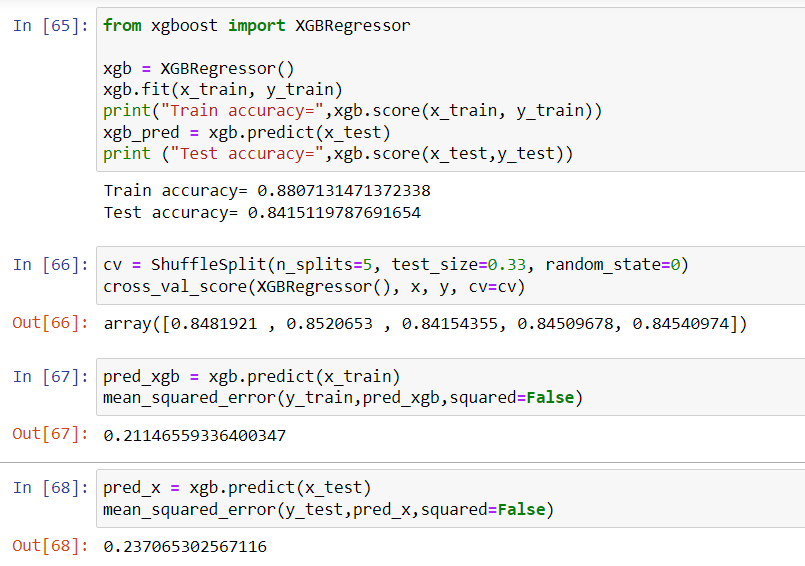 In [65]: from xgboost import XGBRegressor
xgb = XGBRegressor()
xgb.fit(x_train, y_train)
print("Train accuracy=",xgb.score(x_train, y_train))
xgb_pred = xgb.predict(x_test)
print ("Test accuracy=",xgb.score(x_test,y_test))
Train accuracy= 0.8807131471372338
Test accuracy= 0.8415119787691654
In [66]: cv = ShuffleSplit(n_splits=5, test_size=0.33, random_state=0)
cross_val_score(XGBRegressor(), x, y, cv=cv)
Out[66]: array([0.8481921 , 0.8520653 , 0.84154355, 0.84509678, 0.84540974])
In [67]: pred_xgb = xgb.predict(x_train)
mean_squared_error(y_train,pred_xgb,squared=False)
Out[67]: 0.21146559336400347
In [68]: pred_x = xgb.predict(x_test)
mean_squared_error(y_test,pred_x,squared=False)
Out[68]: 0.237065302567116